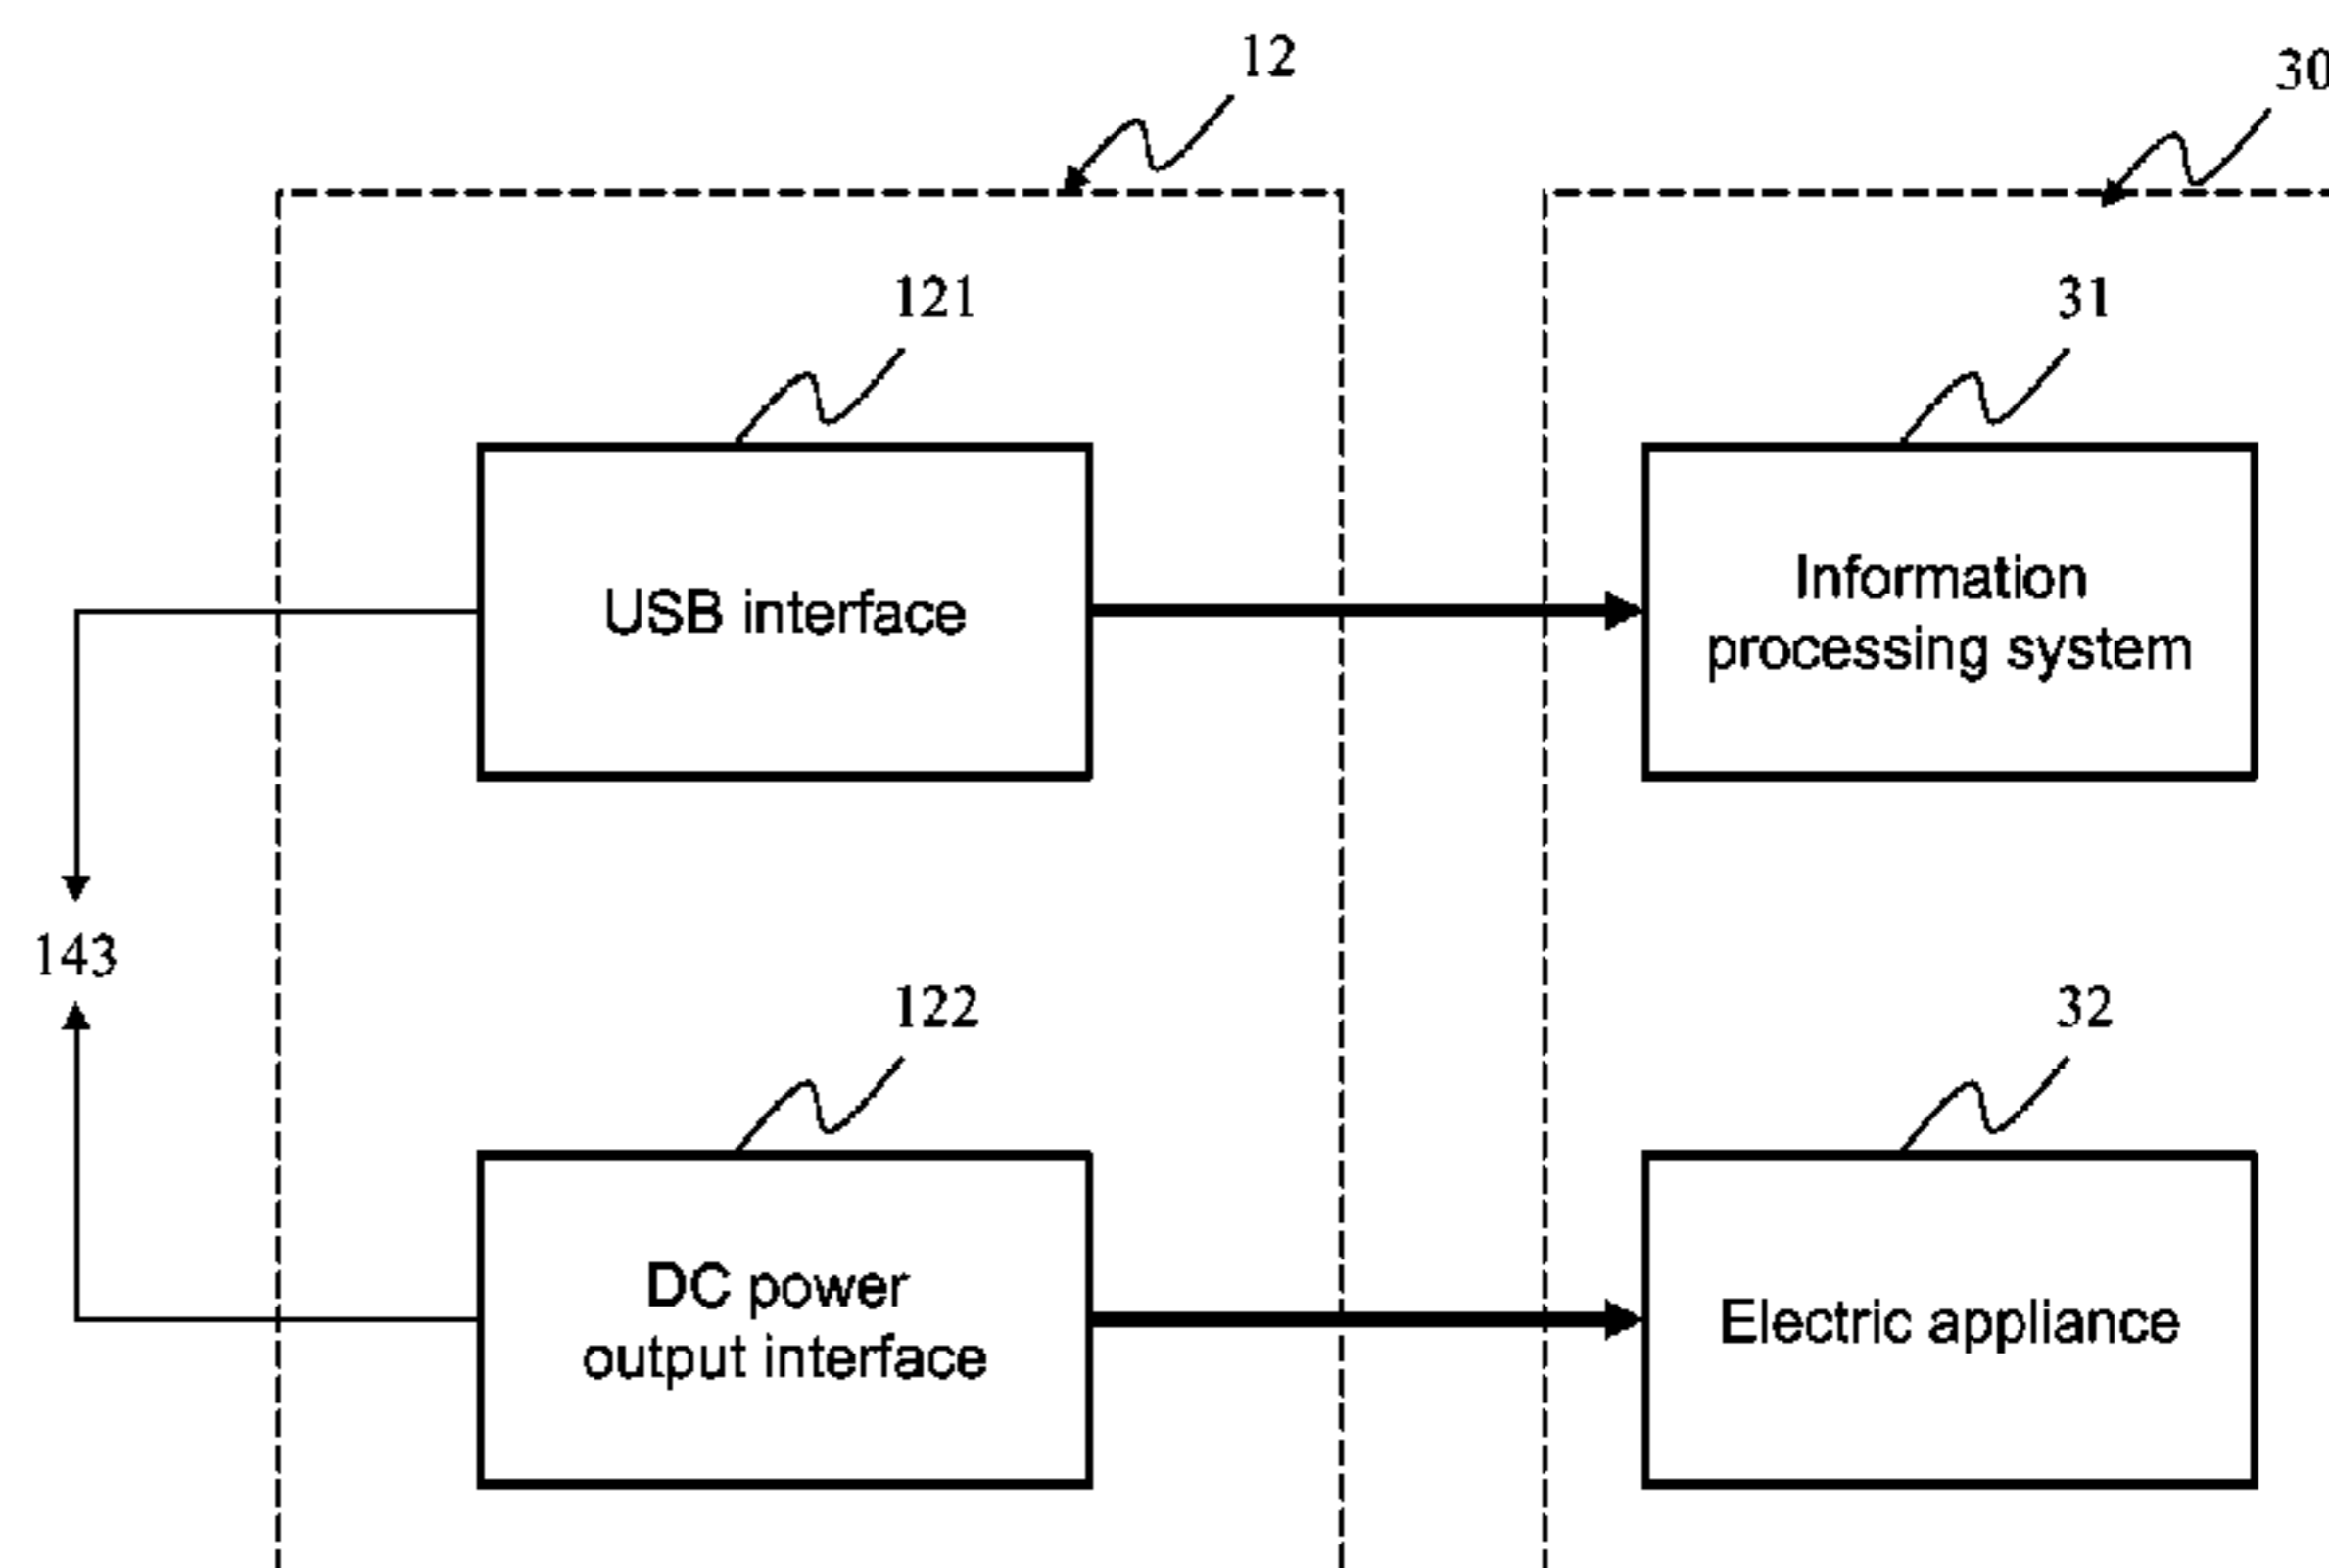 12
30
121
31
USB interface
Information
processing system
143
122
32
DC power
output interface
Electric appliance